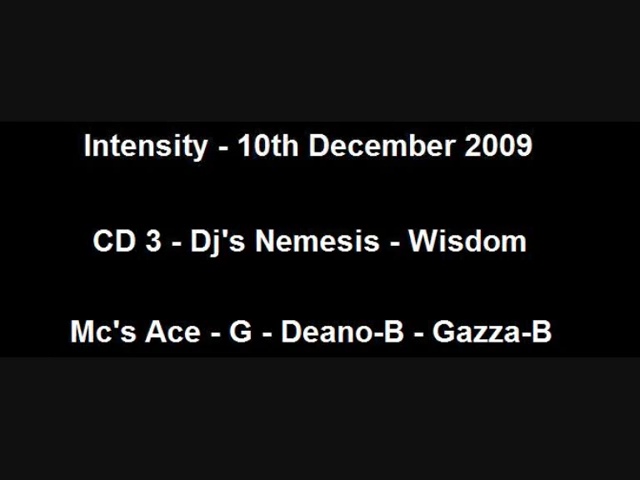 Intensity - 10th December 2009
CD 3 - Dj's Nemesis - Wisdom
Mc's Ace - G - Deano-B - Gazza-B